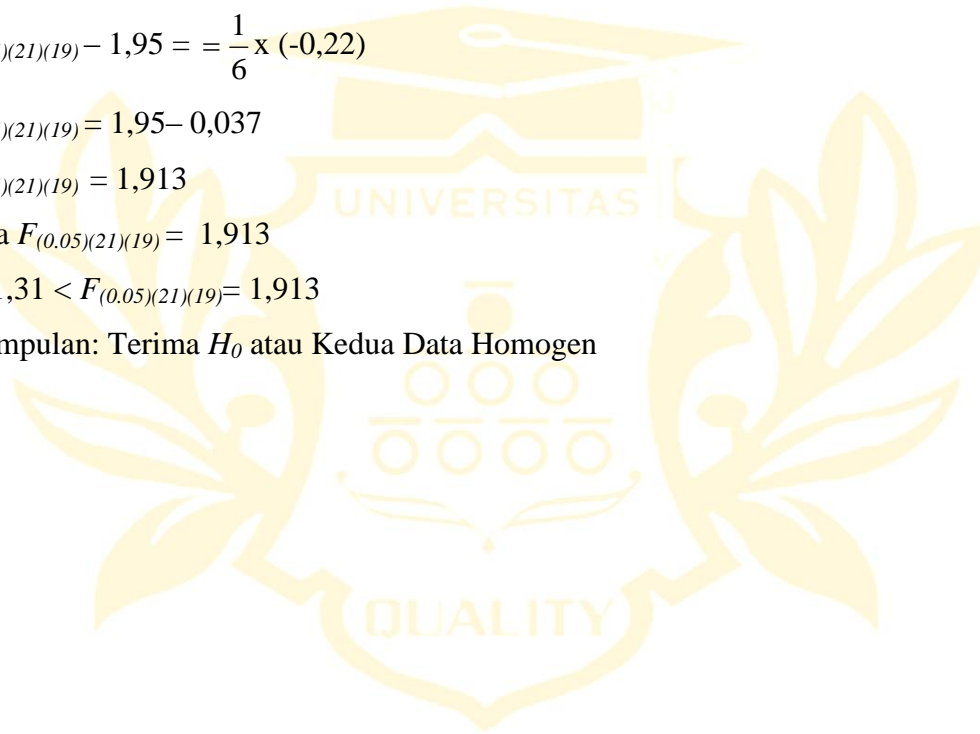 )(21)(19) – 1,95 = = 1/6 x (-0,22)
)(21)(19) = 1,95– 0,037
)(21)(19) = 1,913
UNIVERSITAS
a F(0.05)(21)(19) = 1,913
,31 < F(0.05)(21)(19)= 1,913
mpulan: Terima H0 atau Kedua Data Homogen
QUALITY